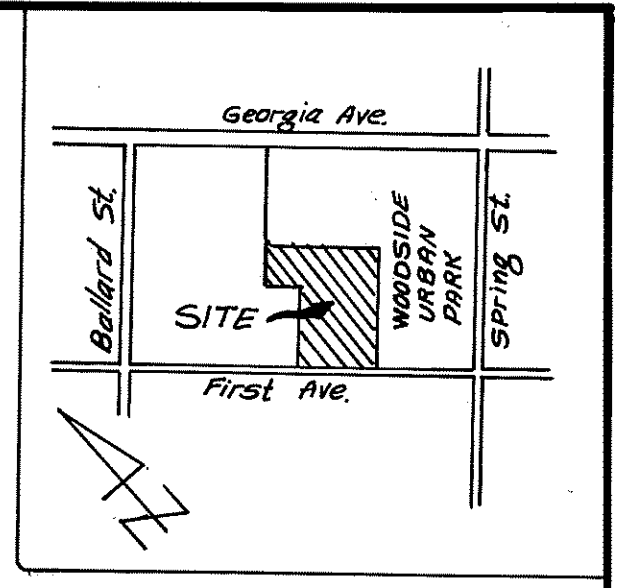 Georgia Ave.
Ballard St.
WOODSIDE
URBAN
PARK
Spring St.
SITE
First Ave.
N